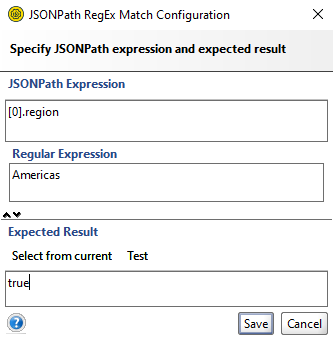 JSONPath RegEx Match Configuration
Specify JSONPath expression and expected result
JSONPath Expression
[0].region
Regular Expression
Americas
Expected Result
Select from current Test
true
? Save Cancel